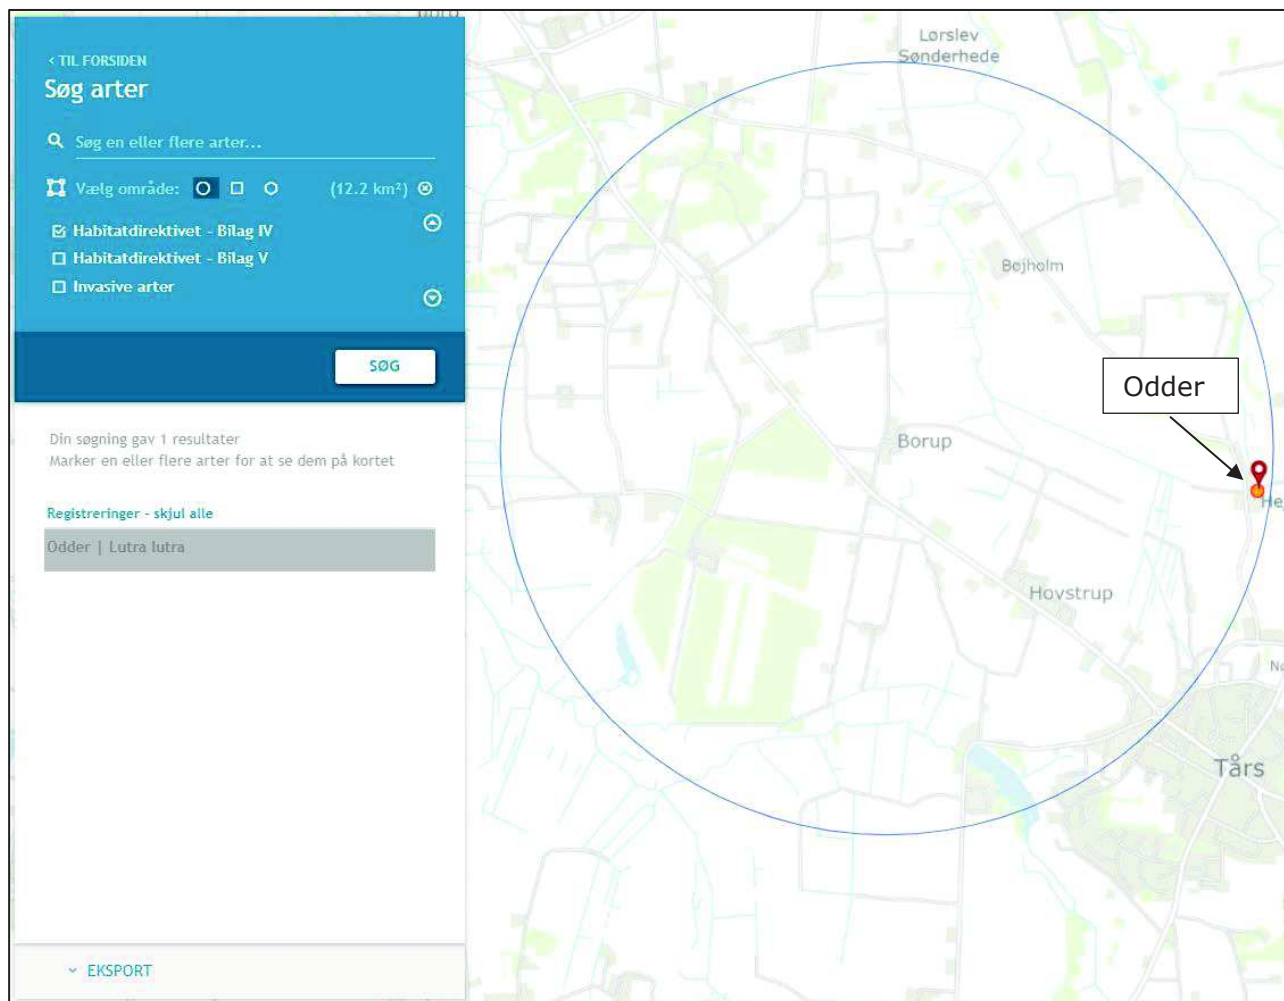 < TIL FORSIDEN
Søg arter
Søg en eller flere arter...
Vælg område:
(12.2 km²)
Habitatdirektivet - Bilag IV
Habitatdirektivet - Bilag V
Invasive arter
SØG
Din søgning gav 1 resultater
Marker en eller flere arter for at se dem på kortet
Registreringer - skjul alle
Odder | Lutra lutra
EKSPORT
Lørslev
Sønderhede
Bøjholm
Odder
Borup
Hovstrup
Tårs